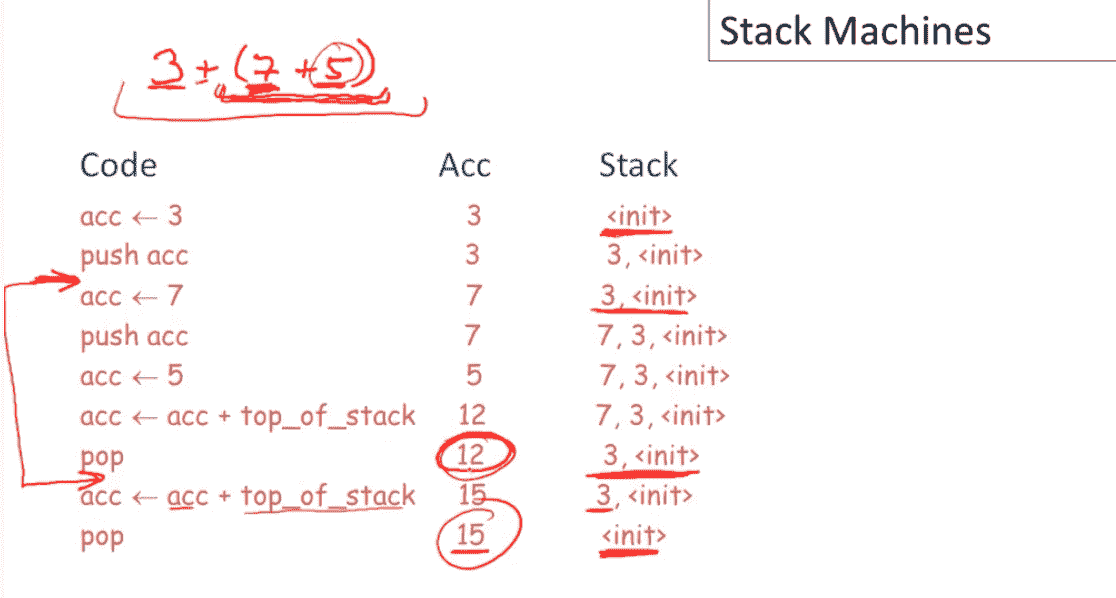 Stack Machines
3 + (7 + 5)
Code Acc Stack
acc ← 3 3 <init>
push acc 3 3, <init>
acc ← 7 7 3, <init>
push acc 7 7, 3, <init>
acc ← 5 5 7, 3, <init>
acc ← acc + top_of_stack 12 7, 3, <init>
pop 12 3, <init>
acc ← acc + top_of_stack 15 3, <init>
pop 15 <init>